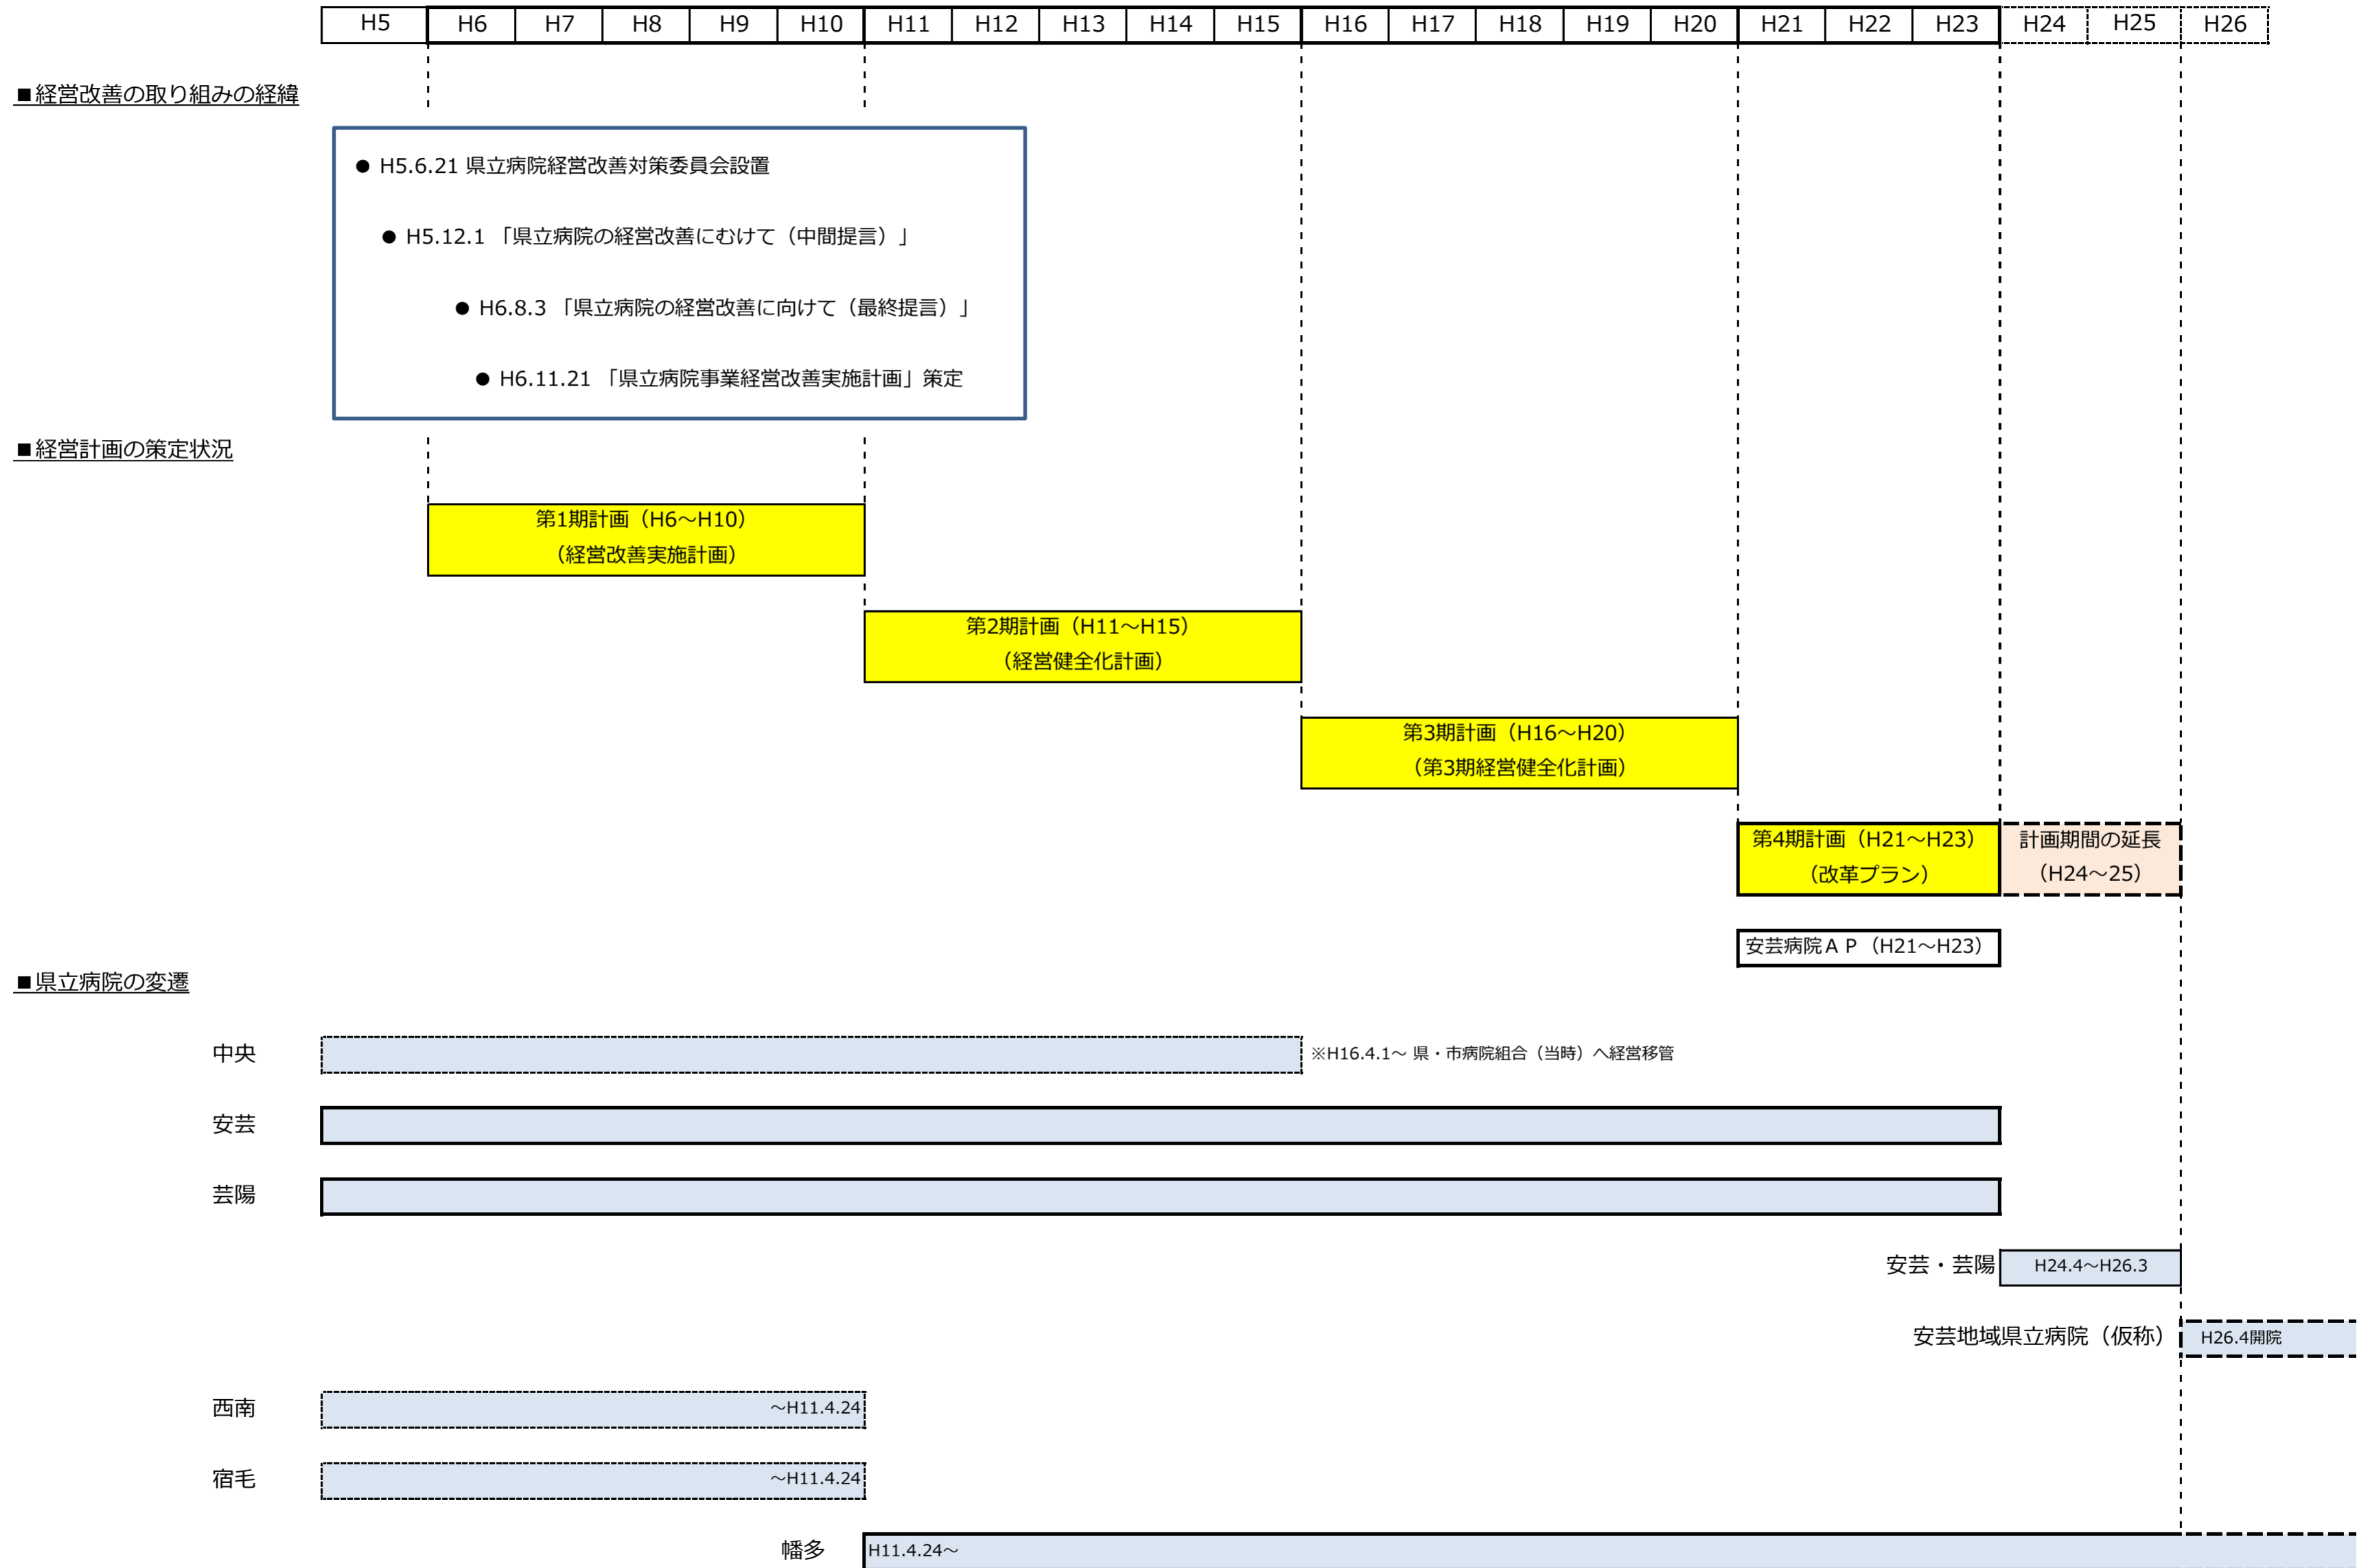 H5 H6 H7 H8 H9 H10 H11 H12 H13 H14 H15 H16 H17 H18 H19 H20 H21 H22 H23 H24 H25 H26
■経営改善の取り組みの経緯
● H5.6.21 県立病院経営改善対策委員会設置
● H5.12.1 「県立病院の経営改善にむけて（中間提言）」
● H6.8.3 「県立病院の経営改善に向けて（最終提言）」
● H6.11.21 「県立病院事業経営改善実施計画」策定
■経営計画の策定状況
第1期計画（H6～H10）
（経営改善実施計画）
第2期計画（H11～H15）
（経営健全化計画）
第3期計画（H16～H20）
（第3期経営健全化計画）
第4期計画（H21～H23）
（改革プラン）
計画期間の延長
（H24～25）
安芸病院ＡＰ（H21～H23）
■県立病院の変遷
中央
※H16.4.1～ 県・市病院組合（当時）へ経営移管
安芸
芸陽
安芸・芸陽 H24.4～H26.3
安芸地域県立病院（仮称） H26.4開院
西南 ～H11.4.24
宿毛 ～H11.4.24
幡多 H11.4.24～